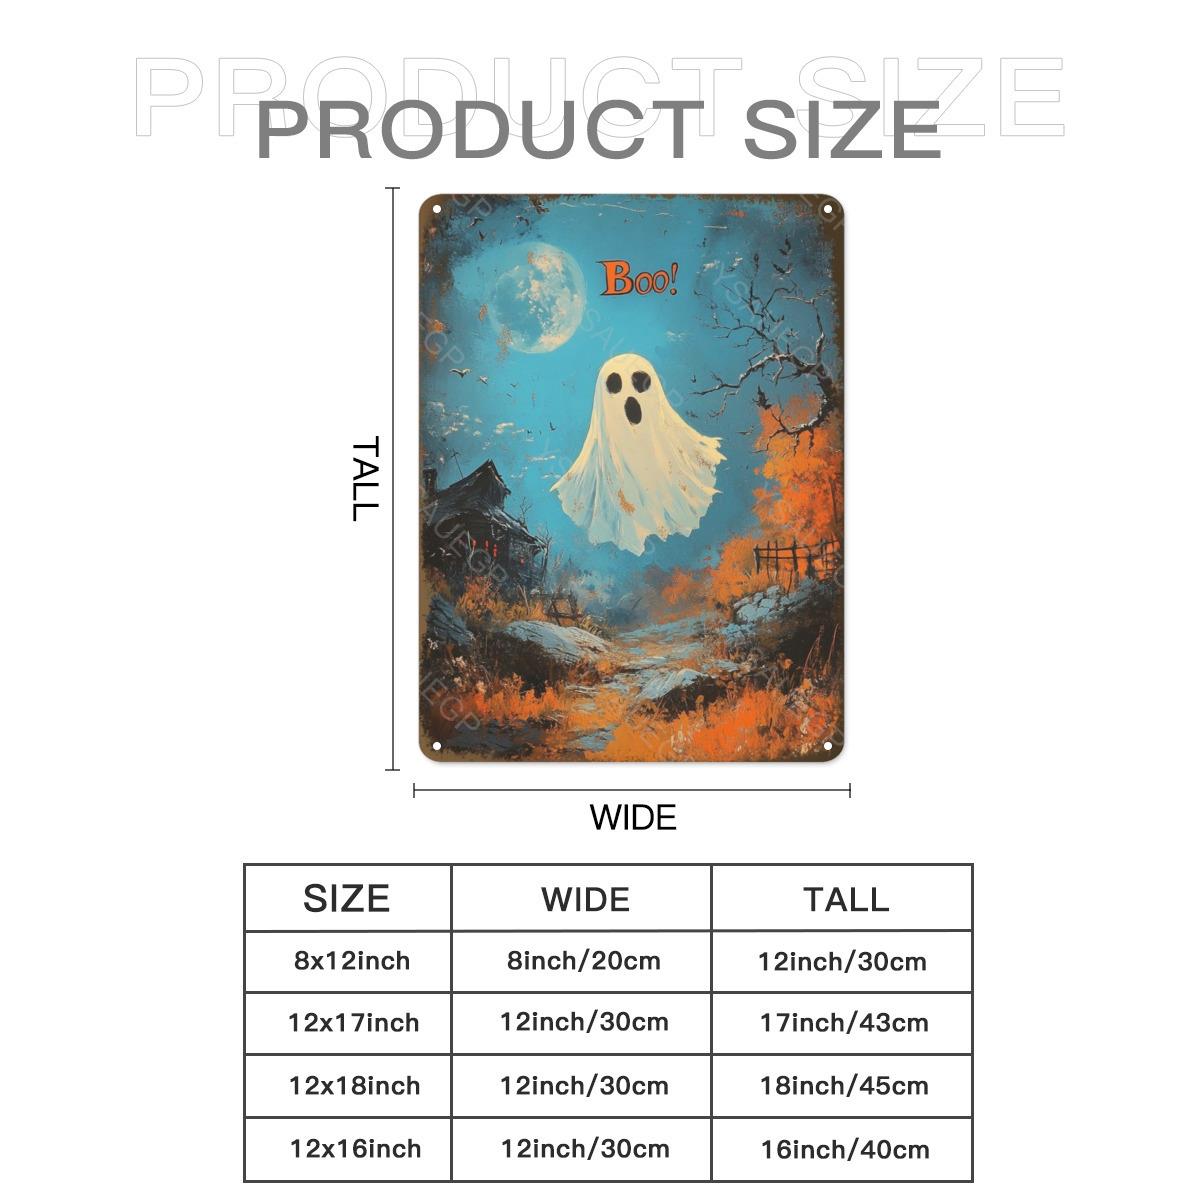 PRODUCT SIZE
PRODUCT SIZE
Boo!
TALL
WIDE
SIZE WIDE TALL
8x12inch 8inch/20cm 12inch/30cm
12x17inch 12inch/30cm 17inch/43cm
12x18inch 12inch/30cm 18inch/45cm
12x16inch 12inch/30cm 16inch/40cm